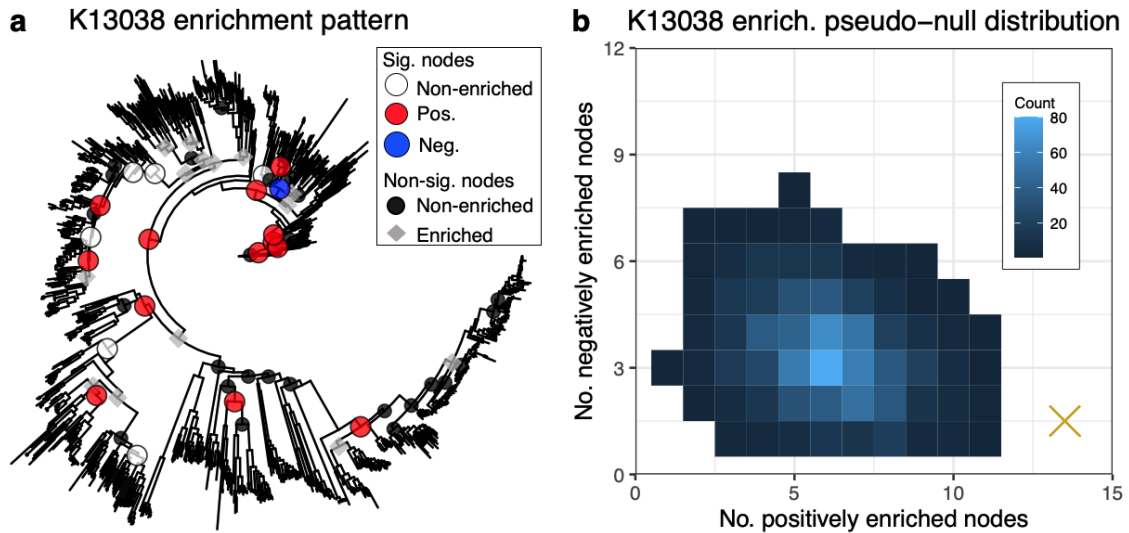 a K13038 enrichment pattern
Sig. nodes
Non-enriched
Pos.
Neg.
Non-sig. nodes
Non-enriched
Enriched
b K13038 enrich. pseudo−null distribution
No. negatively enriched nodes
12
9
6
3
0
0 5 10 15
No. positively enriched nodes
Count
80
60
40
20